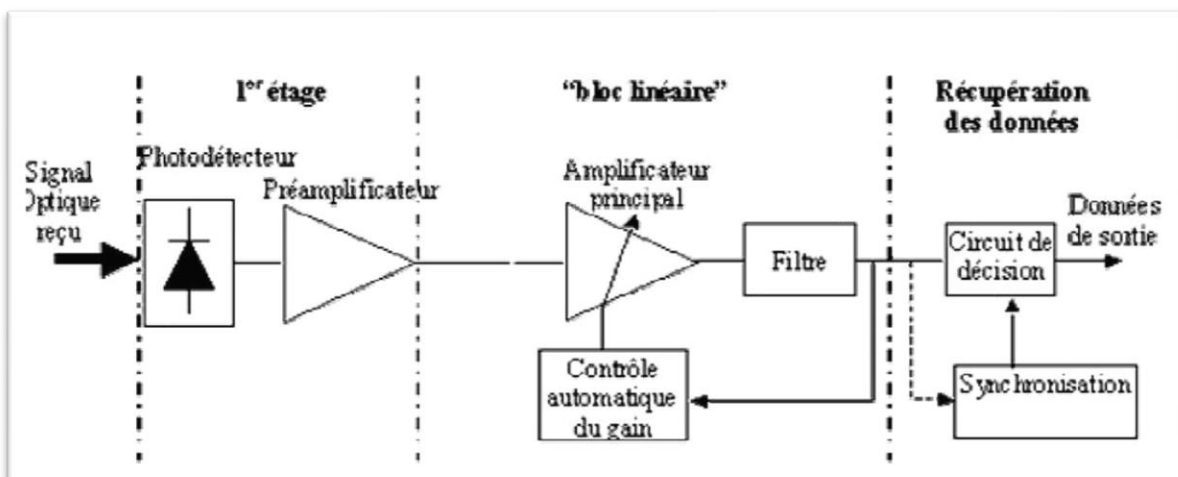 1er étage
“bloc linéaire”
Récupération
des données
Signal
Optique
reçu
Photodétecteur
Préamplificateur
Amplificateur
principal
Filtre
Circuit de
décision
Données
de sortie
Contrôle
automatique
du gain
Synchronisation